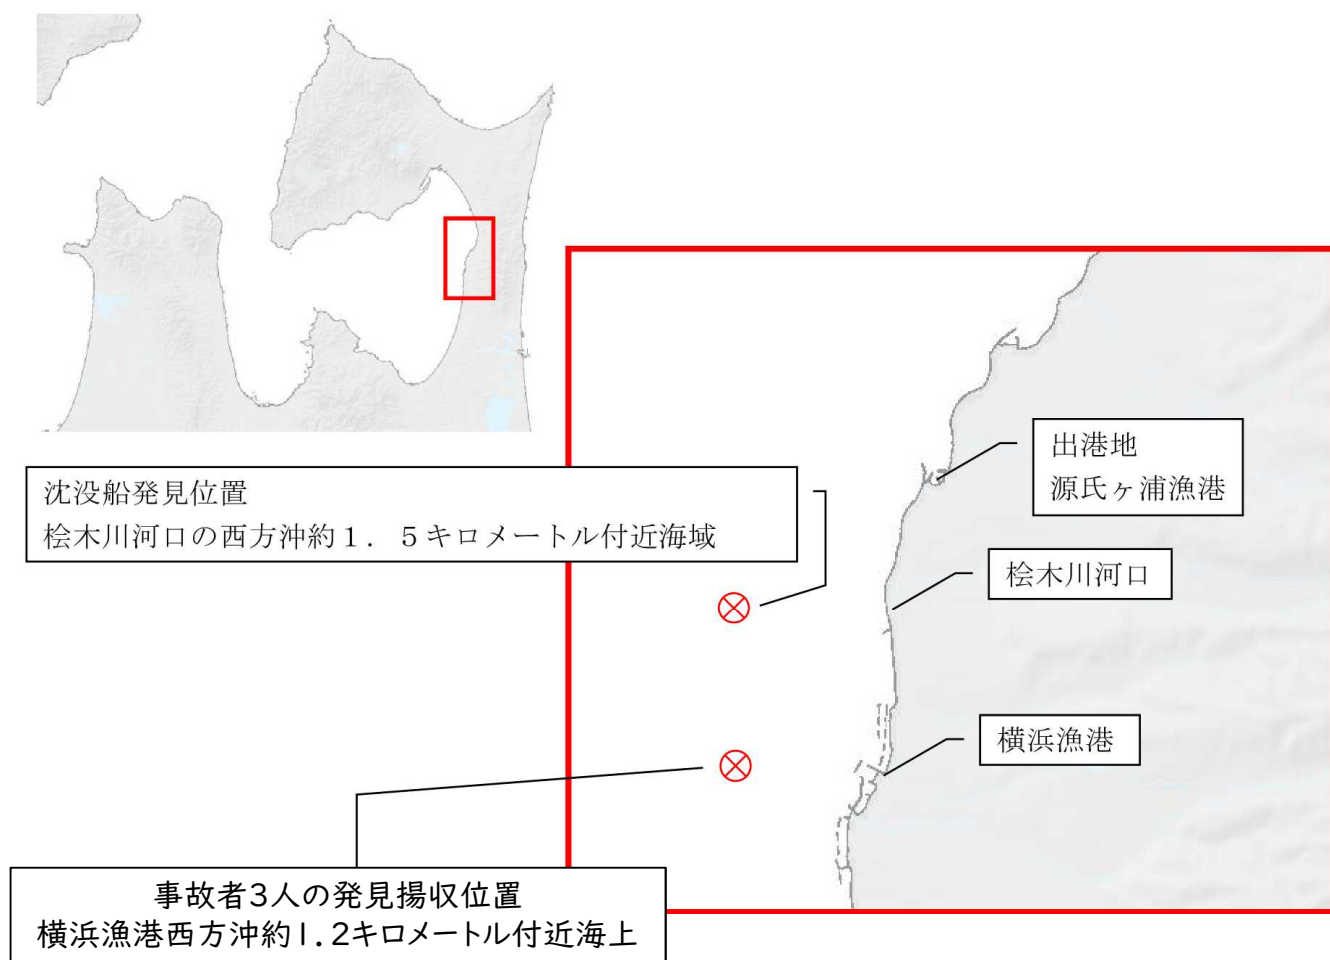 出港地
源氏ヶ浦漁港
沈没船発見位置
桧木川河口の西方沖約１．５キロメートル付近海域
桧木川河口
横浜漁港
事故者3人の発見揚収位置
横浜漁港西方沖約1.2キロメートル付近海上